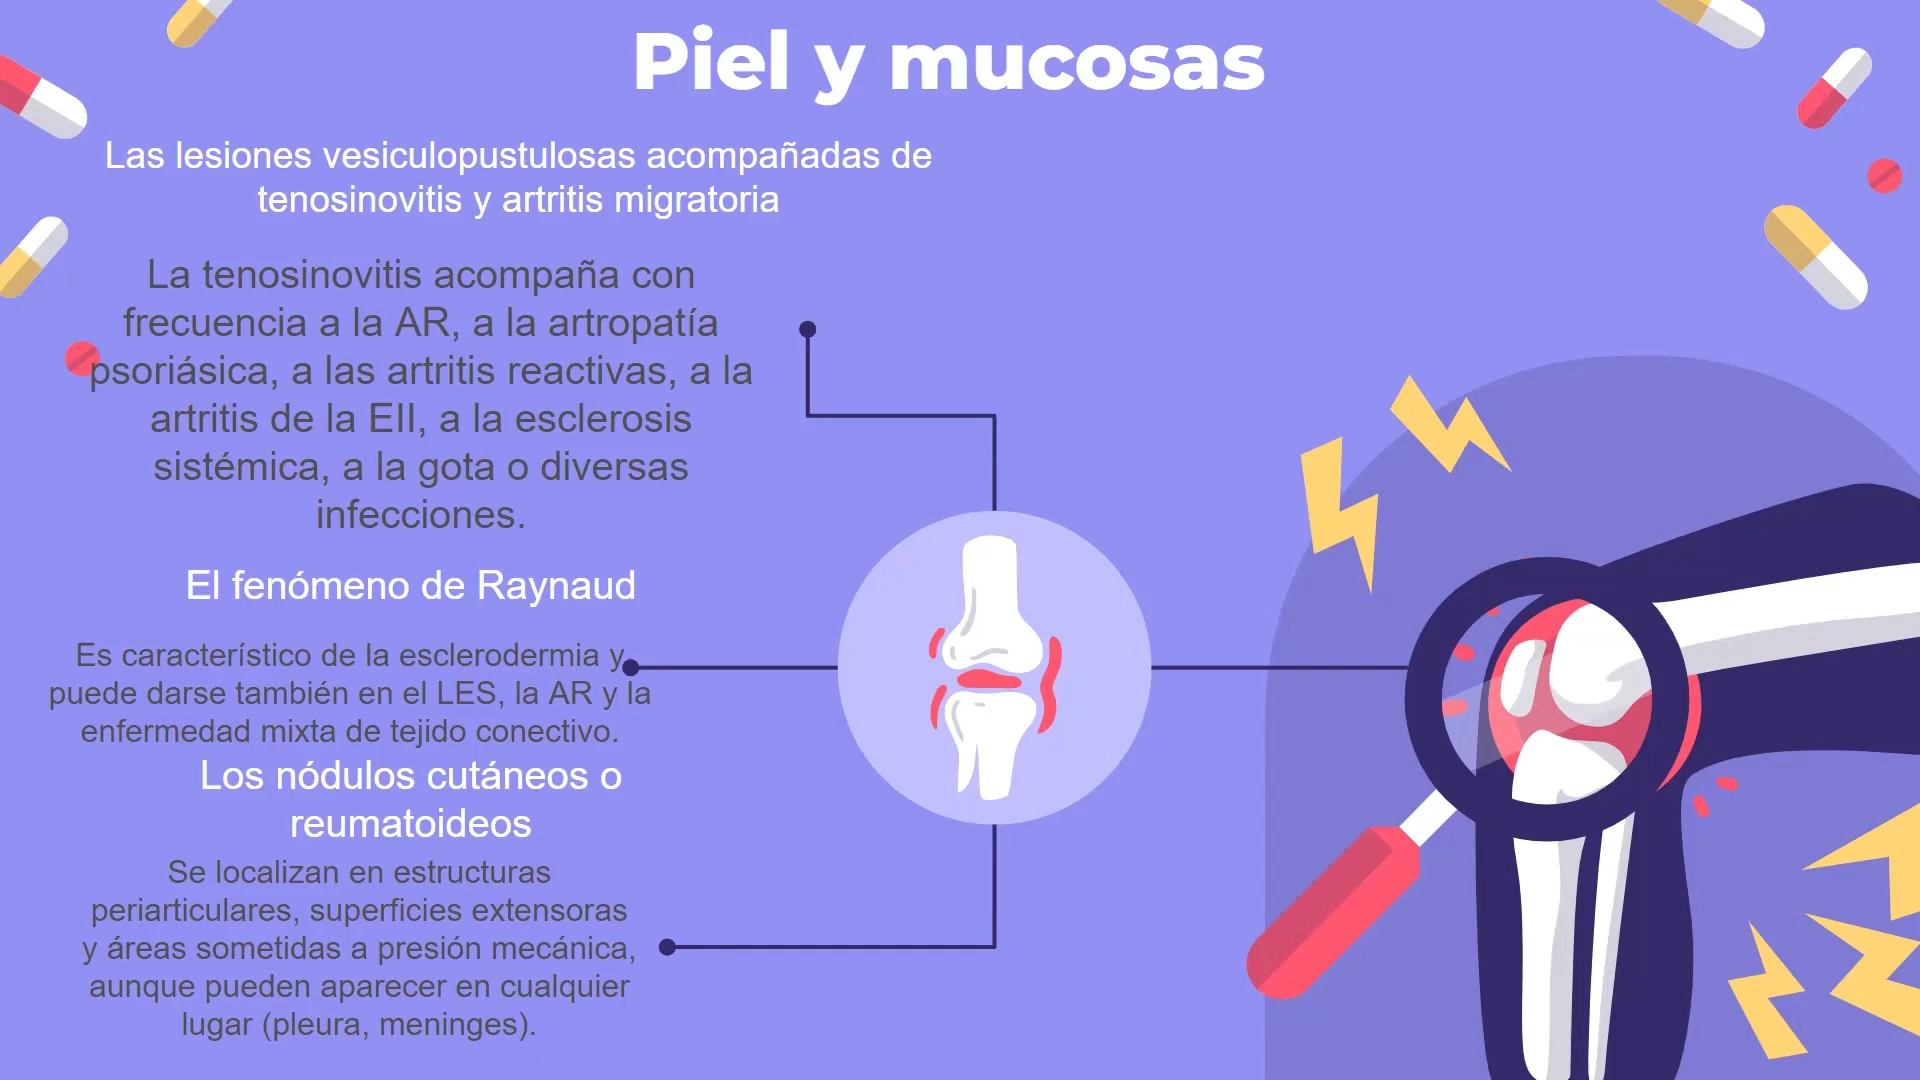 Piel y mucosas
Las lesiones vesiculopustulosas acompañadas de
tenosinovitis y artritis migratoria
La tenosinovitis acompaña con
frecuencia a la AR, a la artropatía
psoriásica, a las artritis reactivas, a la
artritis de la EII, a la esclerosis
sistémica, a la gota o diversas
infecciones.
El fenómeno de Raynaud
Es característico de la esclerodermia y
puede darse también en el LES, la AR y la
enfermedad mixta de tejido conectivo.
Los nódulos cutáneos o
reumatoideos
Se localizan en estructuras
periarticulares, superficies extensoras
y áreas sometidas a presión mecánica,
aunque pueden aparecer en cualquier
lugar (pleura, meninges).